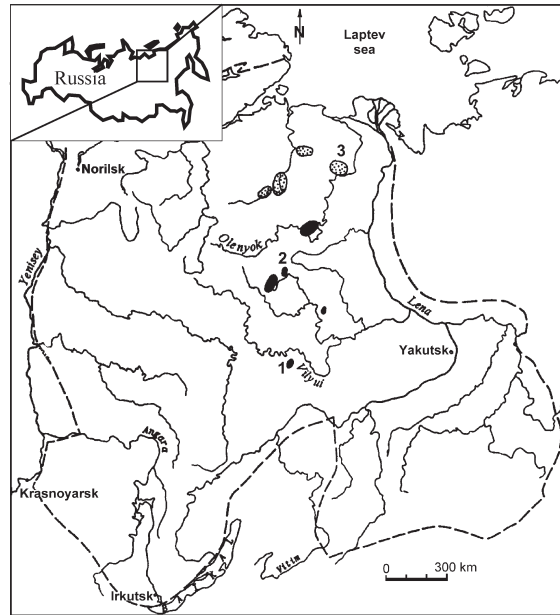 N
Laptev
sea
Russia
Norilsk
3
Olenyok
2
Yenisey
Lena
Yakutsk
1
Vilyui
Angara
Krasnoyarsk
Vitim
Irkutsk
BAIKAL
0 300 km